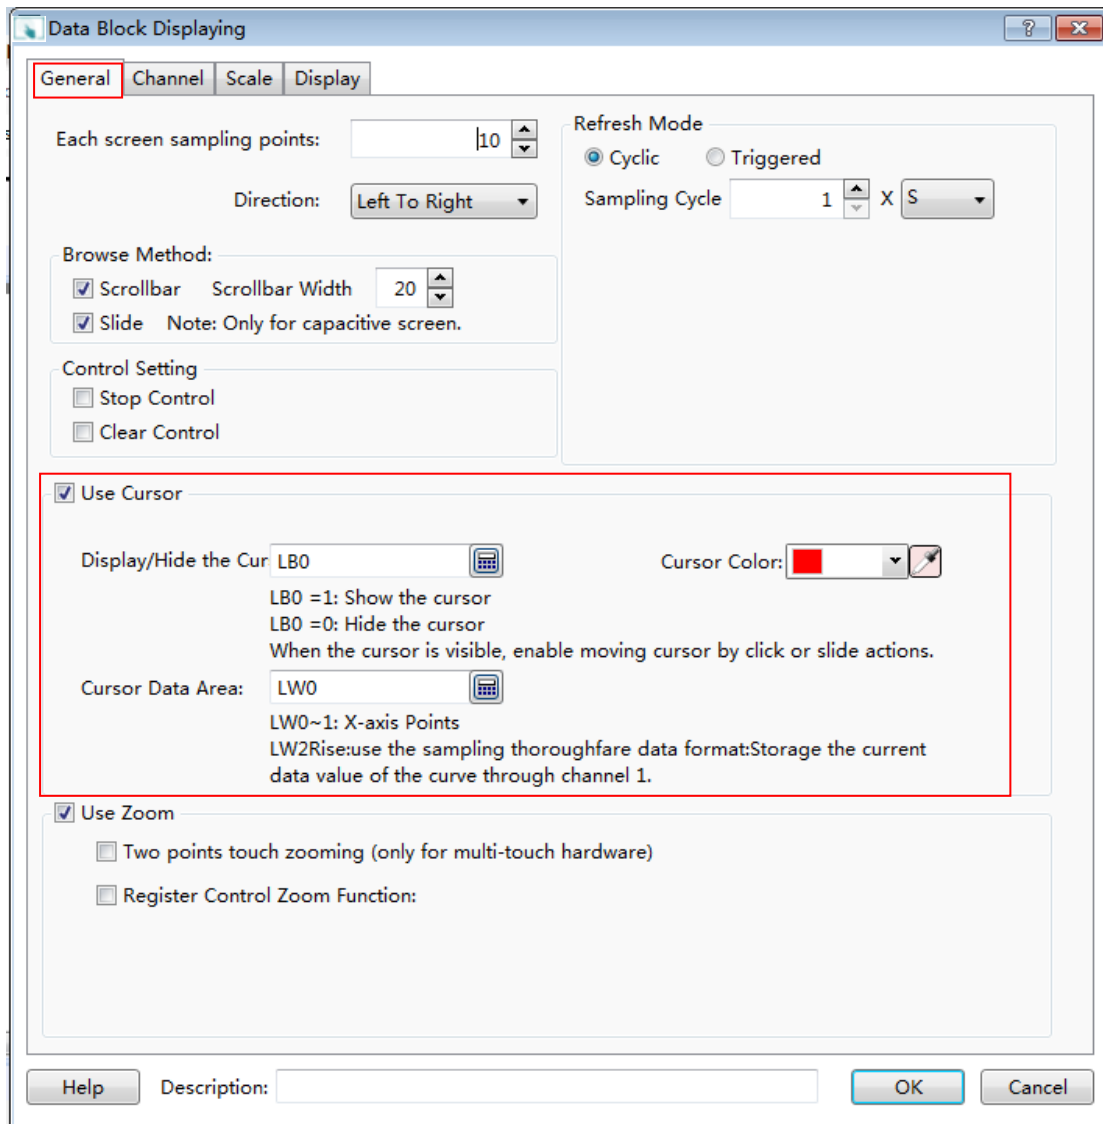 Data Block Displaying
General Channel Scale Display
Each screen sampling points: 10
Direction: Left To Right
Refresh Mode
Cyclic Triggered
Sampling Cycle 1 X S
Browse Method:
Scrollbar Scrollbar Width 20
Slide Note: Only for capacitive screen.
Control Setting
Stop Control
Clear Control
Use Cursor
Display/Hide the Cur LB0 Cursor Color:
LB0 =1: Show the cursor
LB0 =0: Hide the cursor
When the cursor is visible, enable moving cursor by click or slide actions.
Cursor Data Area: LW0
LW0~1: X-axis Points
LW2Rise:use the sampling thoroughfare data format:Storage the current
data value of the curve through channel 1.
Use Zoom
Two points touch zooming (only for multi-touch hardware)
Register Control Zoom Function:
Help Description: OK Cancel